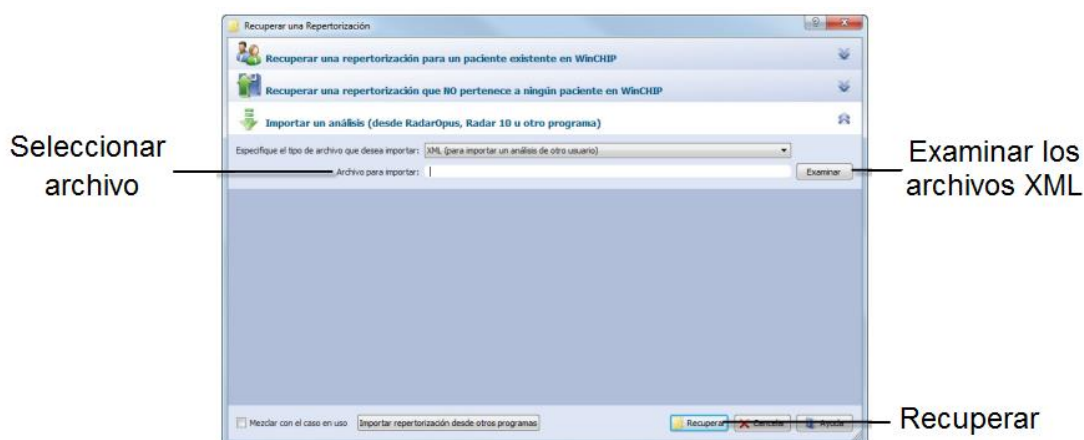 Recuperar una Repertorización
Recuperar una repertorización para un paciente existente en WinCHIP
Recuperar una repertorización que NO pertenece a ningún paciente en WinCHIP
Importar un análisis (desde RadarOpus, Radar 10 u otro programa)
Especifique el tipo de archivo que desea importar: XML (para importar un análisis de otro usuario)
Archivo para importar: Examinar
Seleccionar
archivo
Examinar los
archivos XML
Mezclar con el caso en uso Importar repertorización desde otros programas Recuperar Cancelar Ayuda
Recuperar